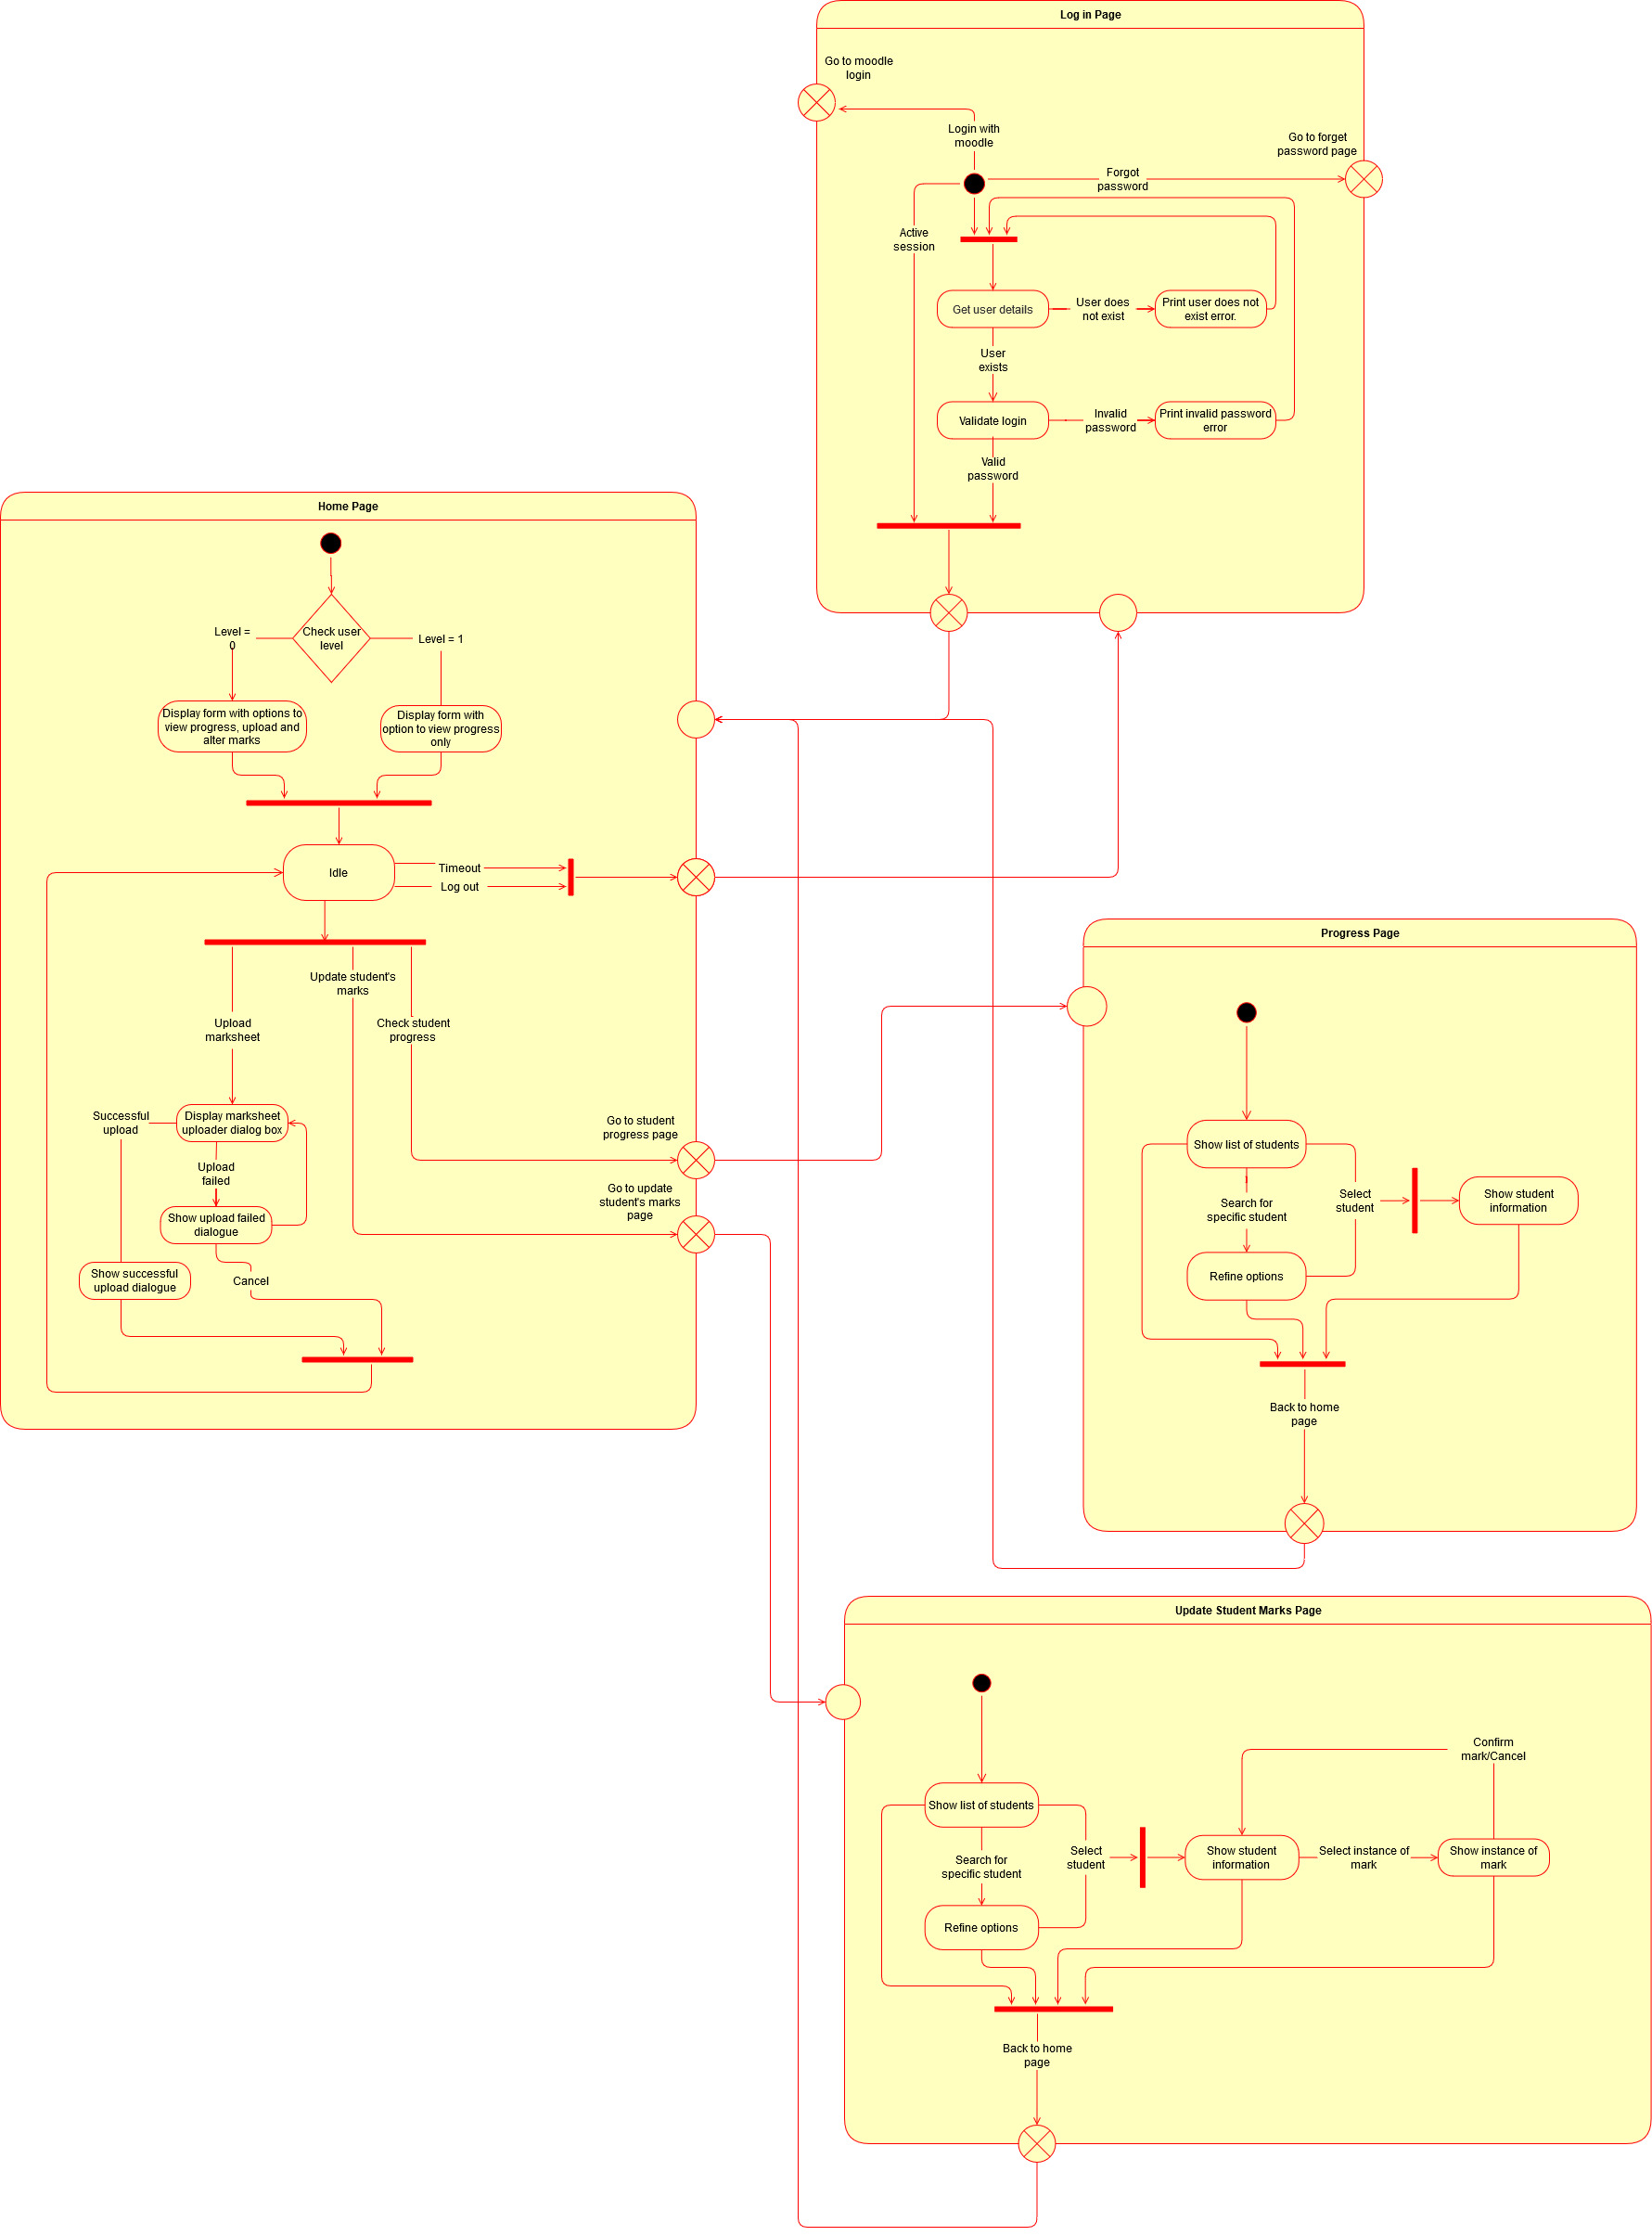 Log in Page
Go to moodle
login
Login with
moodle
Go to forget
password page
Forgot
password
Active
session
Get user details
User does
not exist
Print user does not
exist error.
User
exists
Validate login
Invalid
password
Print invalid password
error
Valid
password
Home Page
Check user
level
Level =
0
Level = 1
Display form with options to
view progress, upload and
alter marks
Display form with
option to view progress
only
Idle
Timeout
Log out
Update student's
marks
Upload
marksheet
Check student
progress
Successful
upload
Display marksheet
uploader dialog box
Upload
failed
Show upload failed
dialogue
Show successful
upload dialogue
Cancel
Go to student
progress page
Go to update
student's marks
page
Progress Page
Show list of students
Search for
specific student
Select
student
Show student
information
Refine options
Back to home
page
Update Student Marks Page
Confirm
mark/Cancel
Show list of students
Search for
specific student
Select
student
Show student
information
Select instance of
mark
Show instance of
mark
Refine options
Back to home
page